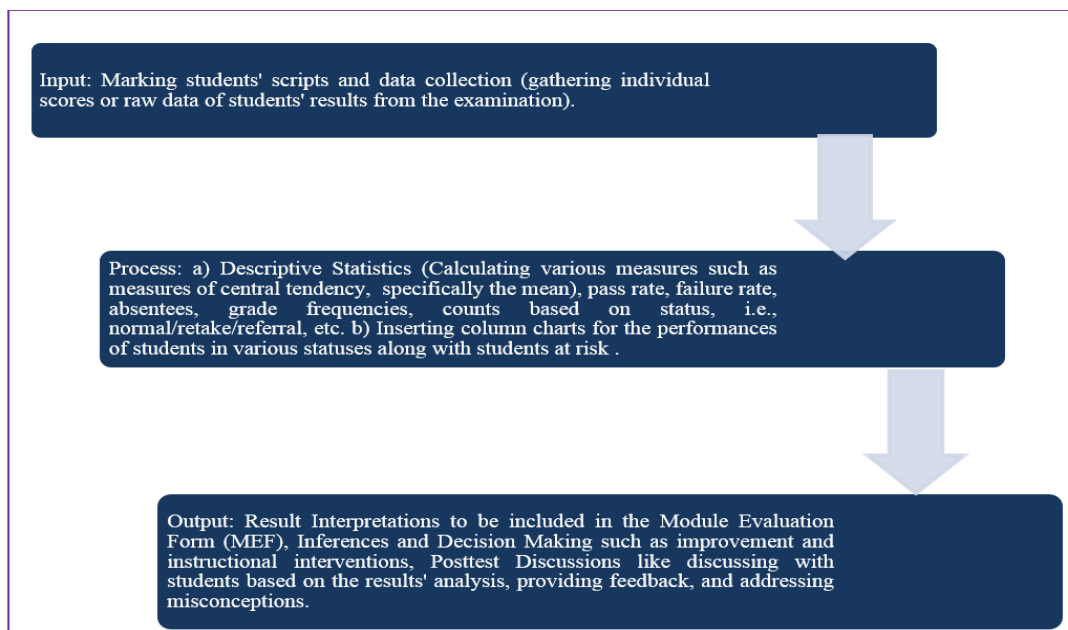 Input: Marking students' scripts and data collection (gathering individual
scores or raw data of students' results from the examination).
Process: a) Descriptive Statistics (Calculating various measures such as
measures of central tendency, specifically the mean), pass rate, failure rate,
absentees, grade frequencies, counts based on status, i.e.,
normal/retake/referral, etc. b) Inserting column charts for the performances
of students in various statuses along with students at risk .
Output: Result Interpretations to be included in the Module Evaluation
Form (MEF), Inferences and Decision Making such as improvement and
instructional interventions, Posttest Discussions like discussing with
students based on the results' analysis, providing feedback, and addressing
misconceptions.